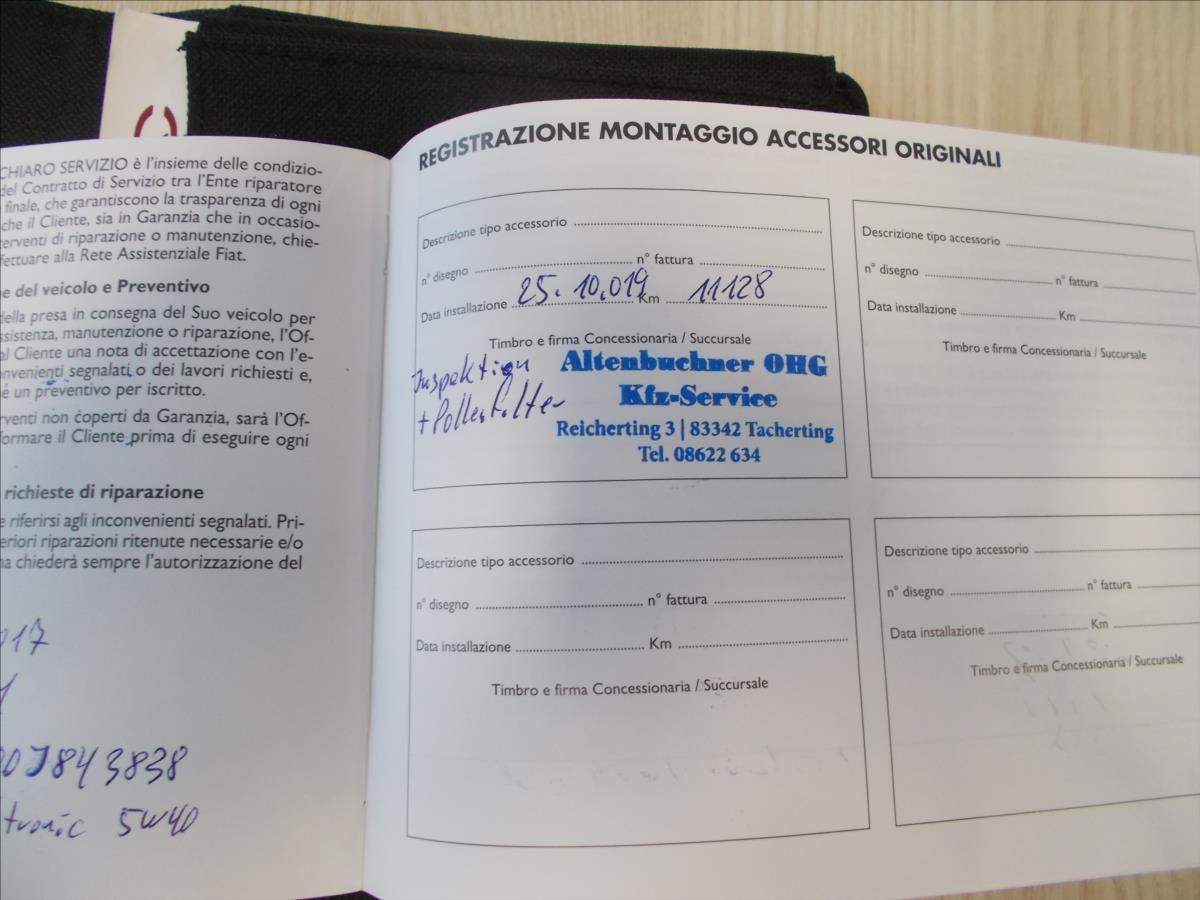 CHIARO SERVIZIO è l'insieme delle condizio-
del Contratto di Servizio tra l'Ente riparatore
finale, che garantiscono la trasparenza di ogni
che il Cliente, sia in Garanzia che in occasio-
terventi di riparazione o manutenzione, chie-
fettuare alla Rete Assistenziale Fiat.
e del veicolo e Preventivo
della presa in consegna del Suo veicolo per
ssistenza, manutenzione o riparazione, l'Of-
al Cliente una nota di accettazione con l'e-
nvenienti segnalati o dei lavori richiesti e,
é un preventivo per iscritto.
rventi non coperti da Garanzia, sarà l'Of-
formare il Cliente prima di eseguire ogni
richieste di riparazione
e riferirsi agli inconvenienti segnalati. Pri-
eriori riparazioni ritenute necessarie e/o
na chiederà sempre l'autorizzazione del
017
07843838
tronic 5W40
REGISTRAZIONE MONTAGGIO ACCESSORI ORIGINALI
Descrizione tipo accessorio
n° disegno n° fattura
Data installazione 25.10.019 Km 11128
Timbro e firma Concessionaria / Succursale
Inspektion
+ Pollenfilter
Altenbuchner OHG
Kfz-Service
Reicherting 3 | 83342 Tacherting
Tel. 08622 634
Descrizione tipo accessorio
n° disegno n° fattura
Data installazione Km
Timbro e firma Concessionaria / Succursale
Descrizione tipo accessorio
n° disegno n° fattura
Data installazione Km
Timbro e firma Concessionaria / Succursale
Descrizione tipo accessorio
n° disegno n° fattura
Data installazione Km
Timbro e firma Concessionaria / Succursale